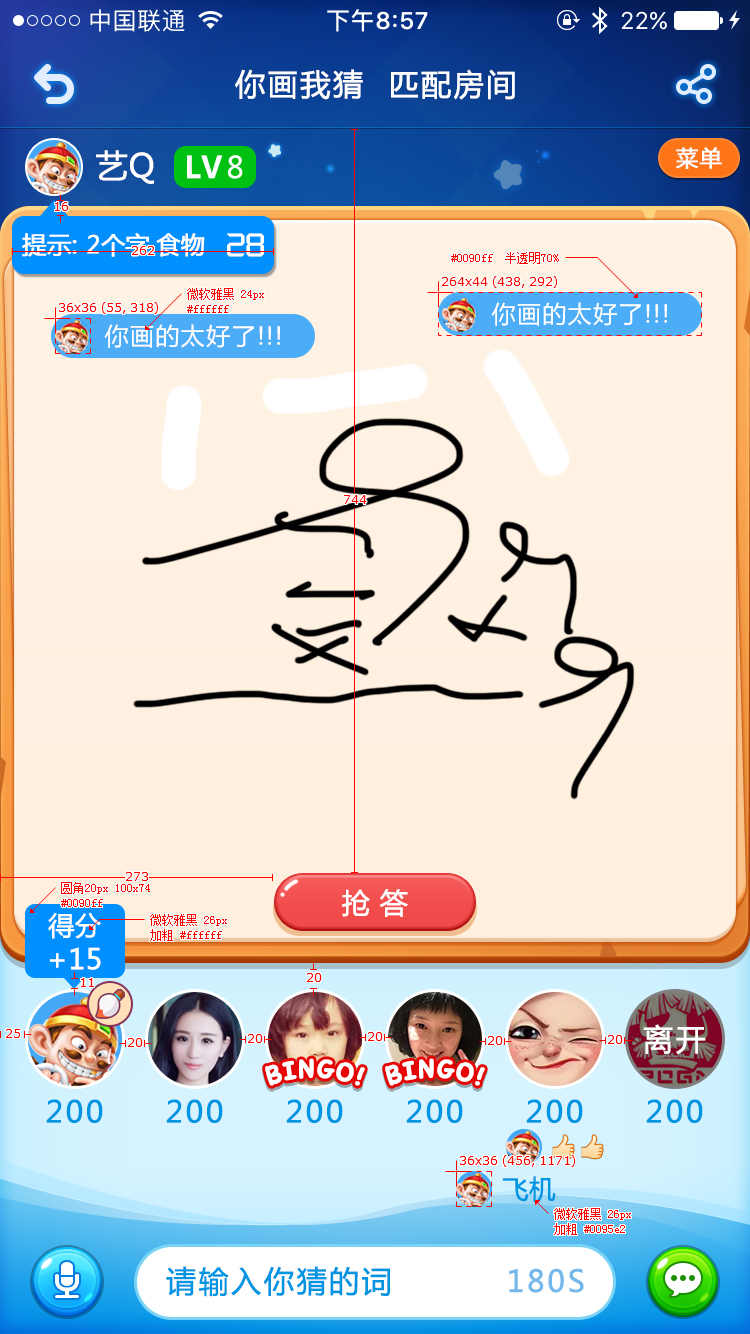 中国联通 下午8:57 22%
你画我猜 匹配房间
艺Q LV8 菜单
16
提示: 2个字 食物 28
262
#0090ff 半透明70%
264x44 (438, 292)
你画的太好了!!!
微软雅黑 24px
#ffffff
36x36 (55, 318)
你画的太好了!!!
744
273
抢答
圆角20px 100x74
#0090ff
得分
+15
微软雅黑 26px
加粗 #ffffff
11
20
25 20 20 20 20 20
BINGO! BINGO! 离开
200 200 200 200 200 200
36x36 (456, 1171)
飞机
微软雅黑 26px
加粗 #0095e2
请输入你猜的词 180S